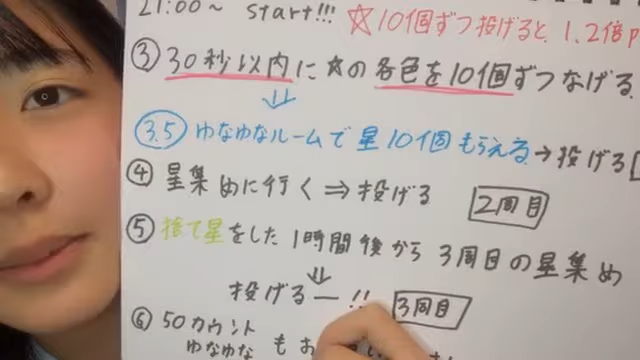 21:00～ start!!!
☆10個ずつ投げると、1.2倍P
③ 30秒以内に☆の各色を10個ずつなげる。
↓
3.5 ゆなゆなルームで星10個もらえる→投げる
④ 星集めに行く⇒投げる 2周目
⑤ 捨て星をした1時間後から3周目の星集め
↓
投げるー!! 3周目
⑥ 50カウント
ゆなゆな もお